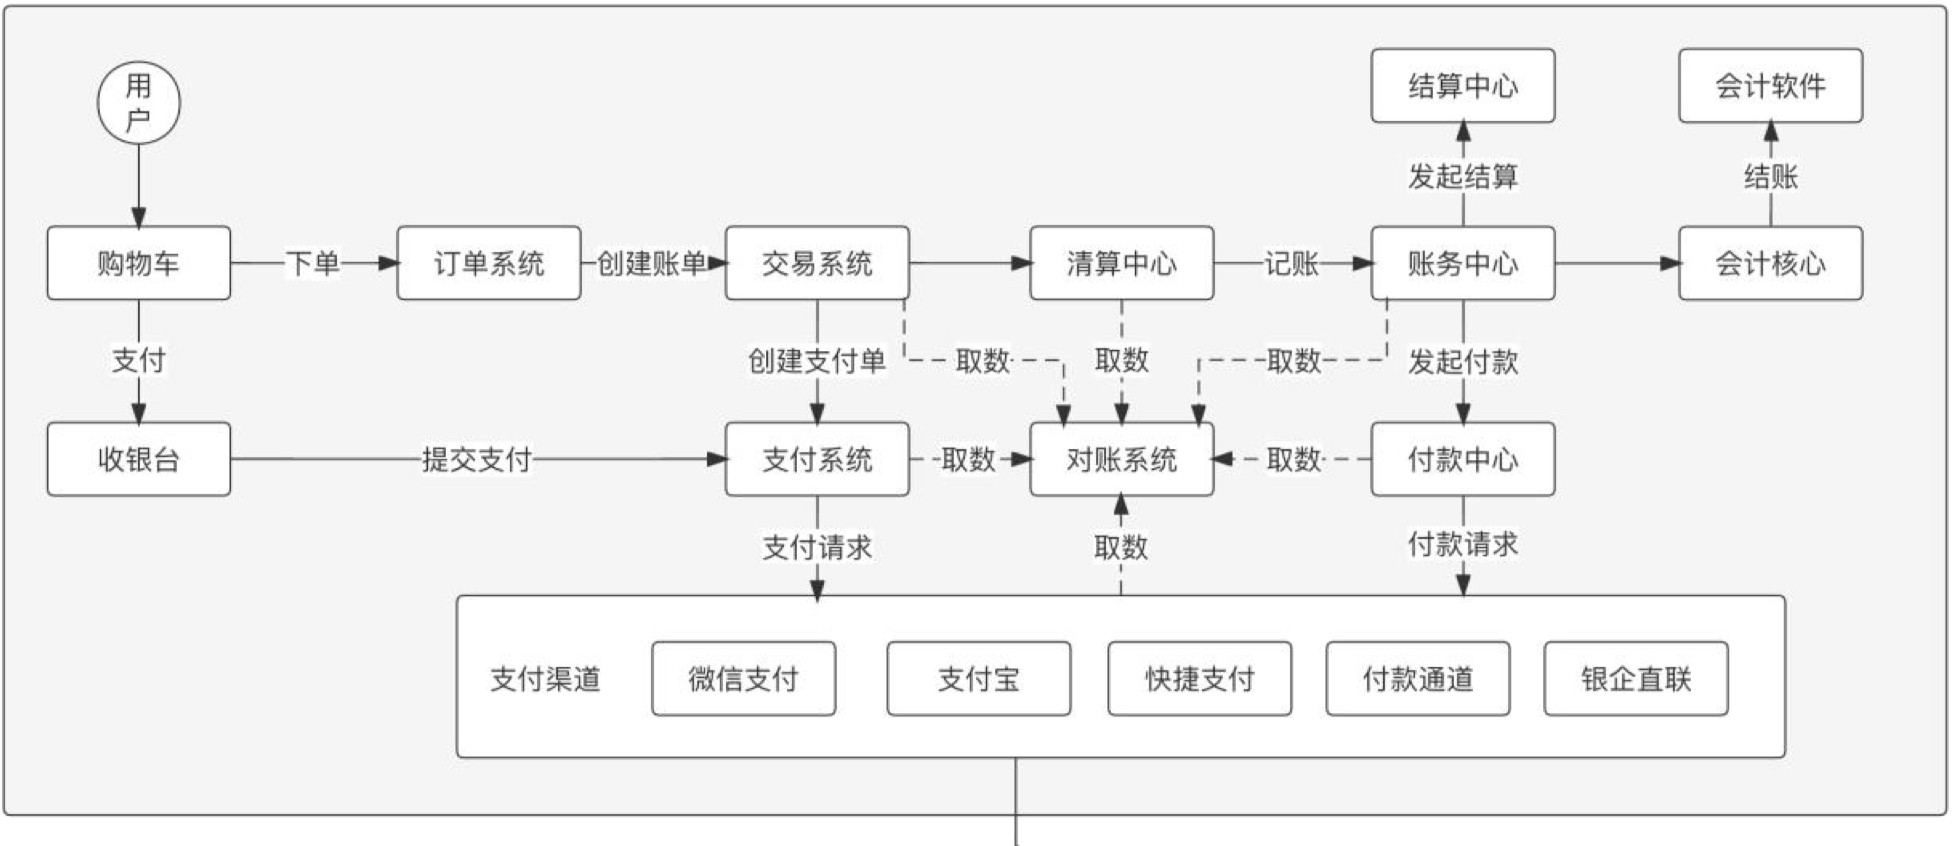 用
户
结算中心
会计软件
发起结算
结账
购物车
下单
订单系统
创建账单
交易系统
清算中心
记账
账务中心
会计核心
支付
创建支付单
取数
取数
取数
发起付款
收银台
提交支付
支付系统
取数
对账系统
取数
付款中心
支付请求
取数
付款请求
支付渠道
微信支付
支付宝
快捷支付
付款通道
银企直联